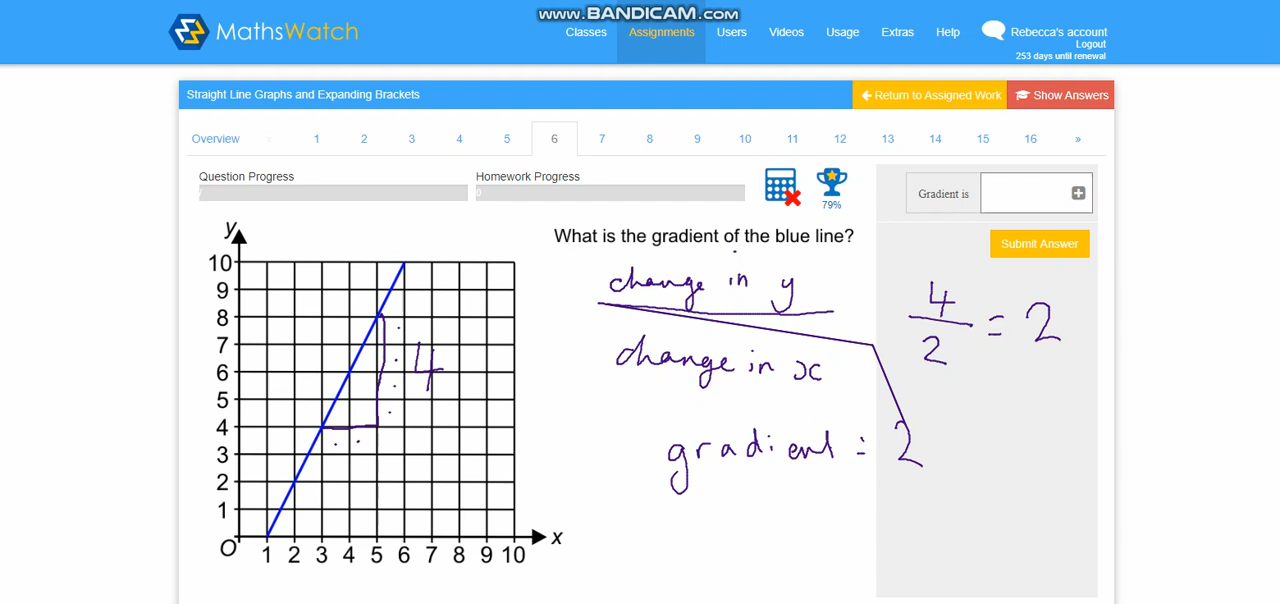 www.BANDICAM.com
MathsWatch
Classes Assignments Users Videos Usage Extras Help Rebecca's account
Logout
253 days until renewal
Straight Line Graphs and Expanding Brackets
Return to Assigned Work Show Answers
Overview 1 2 3 4 5 6 7 8 9 10 11 12 13 14 15 16 »
Question Progress Homework Progress
0
79%
Gradient is
Submit Answer
What is the gradient of the blue line?
y
10
9
8
7
6
5
4
3
2
1
O
1 2 3 4 5 6 7 8 9 10
x
4
change in y
change in x
gradient = 2
4
2
= 2